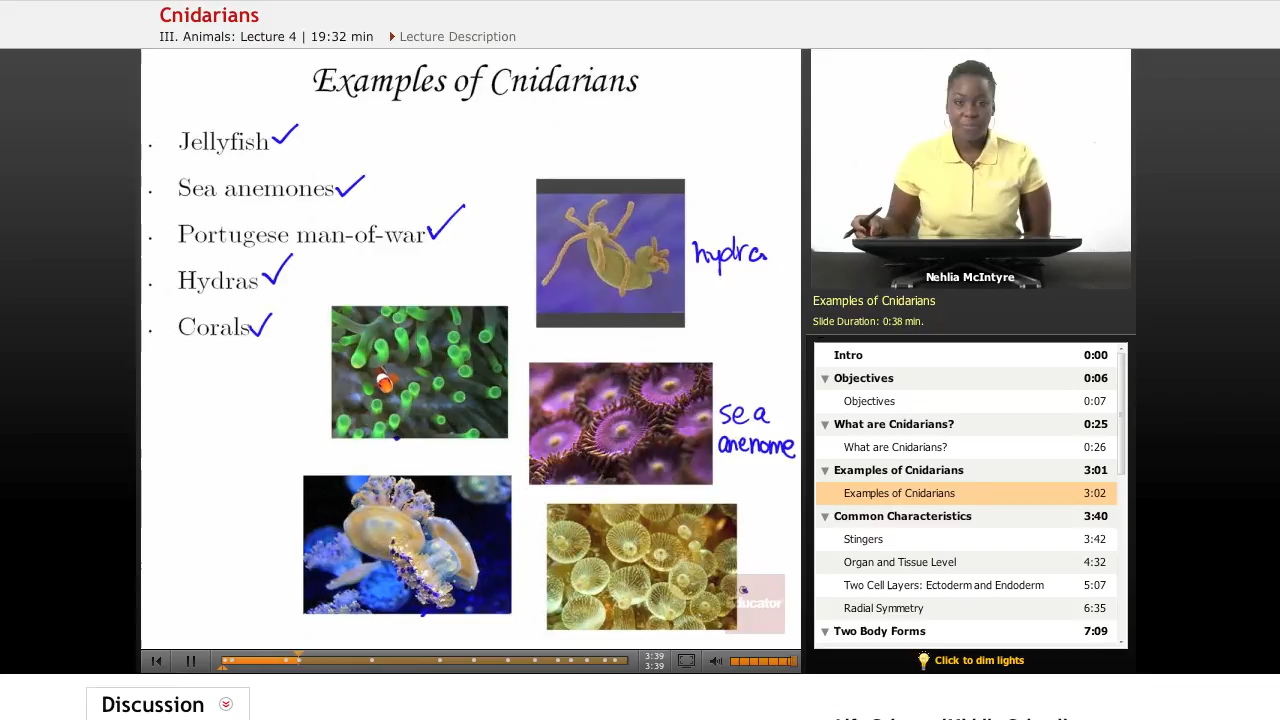 Cnidarians
III. Animals: Lecture 4 | 19:32 min
Lecture Description
Examples of Cnidarians
Jellyfish
Sea anemones
Portugese man-of-war
Hydras
Corals
hydra
sea
anenome
ducator
Nehlia McIntyre
Examples of Cnidarians
Slide Duration: 0:38 min.
Intro 0:00
Objectives 0:06
Objectives 0:07
What are Cnidarians? 0:25
What are Cnidarians? 0:26
Examples of Cnidarians 3:01
Examples of Cnidarians 3:02
Common Characteristics 3:40
Stingers 3:42
Organ and Tissue Level 4:32
Two Cell Layers: Ectoderm and Endoderm 5:07
Radial Symmetry 6:35
Two Body Forms 7:09
3:39
3:39
Click to dim lights
Discussion